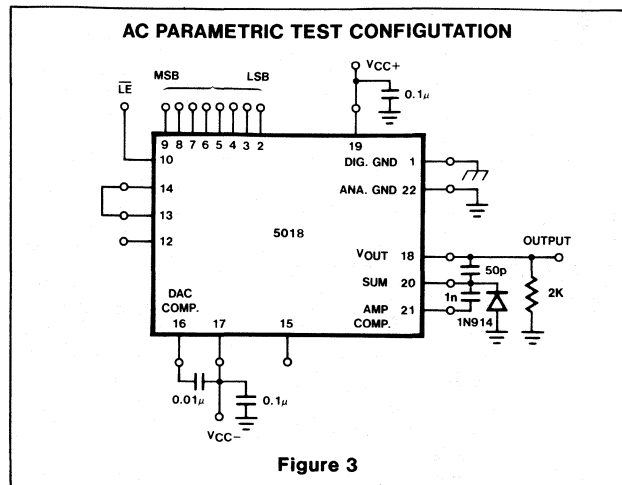 AC PARAMETRIC TEST CONFIGUTATION
LE
MSB
LSB
VCC+
0.1μ
9 8 7 6 5 4 3 2
19
10
DIG. GND 1
14
ANA. GND 22
13
5018
12
VOUT 18
OUTPUT
50p
SUM 20
1n
2K
DAC COMP.
AMP COMP. 21
1N914
16 17 15
0.01μ
0.1μ
VCC−
Figure 3